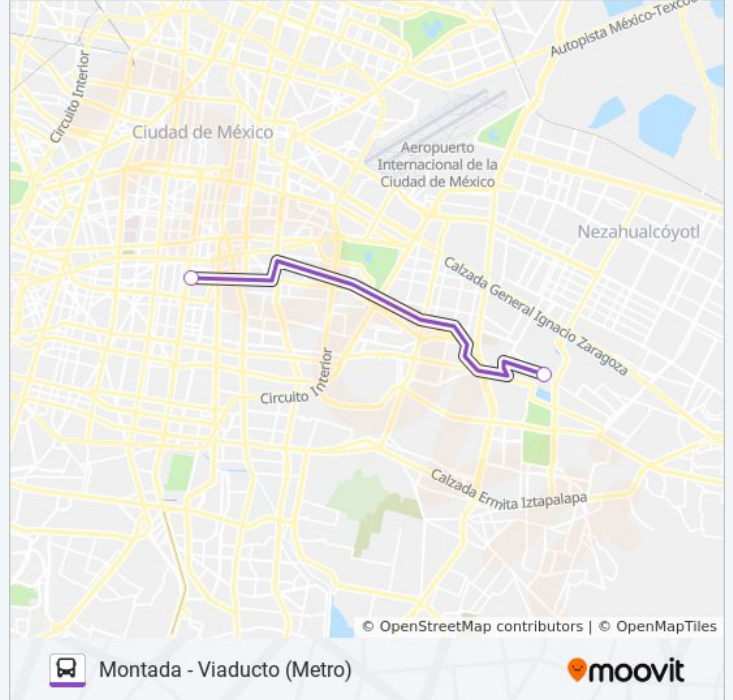 Autopista México-Texcoc
Circuito Interior
Ciudad de México
Aeropuerto
Internacional de la
Ciudad de México
Nezahualcóyotl
Calzada General Ignacio Zaragoza
Circuito Interior
Calzada Ermita Iztapalapa
© OpenStreetMap contributors | © OpenMapTiles
Montada - Viaducto (Metro)
moovit